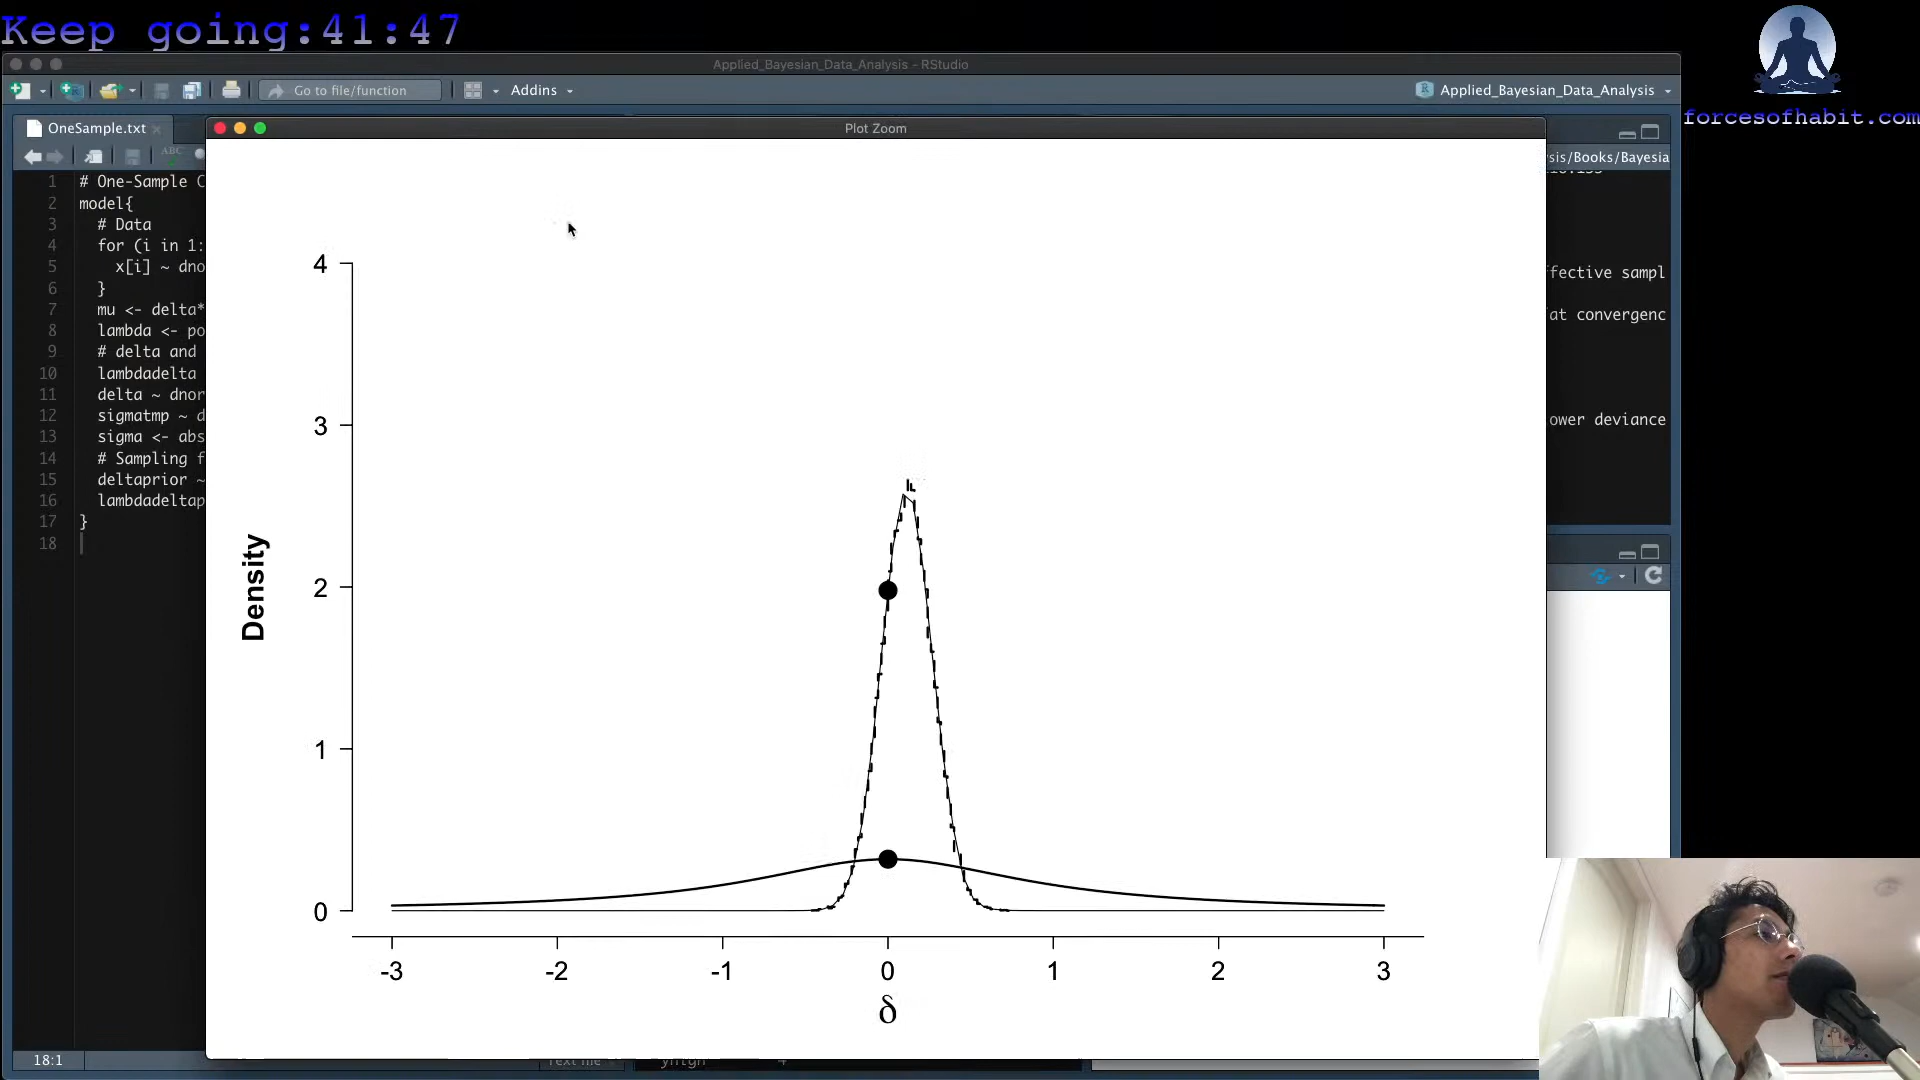 Keep going:41:47
forcesofhabit.com
Applied_Bayesian_Data_Analysis - RStudio
Go to file/function
Addins
Applied_Bayesian_Data_Analysis
OneSample.txt
Plot Zoom
sis/Books/Bayesia
ABC
1 # One-Sample C
2 model{
3 # Data
4 for (i in 1:
5 x[i] ~ dno
6 }
7 mu <- delta*
8 lambda <- po
9 # delta and
10 lambdadelta
11 delta ~ dnor
12 sigmatmp ~ d
13 sigma <- abs
14 # Sampling f
15 deltaprior ~
16 lambdadeltap
17 }
18
ffective sampl
at convergenc
ower deviance
4
3
2
1
0
Density
-3 -2 -1 0 1 2 3
δ
18:1